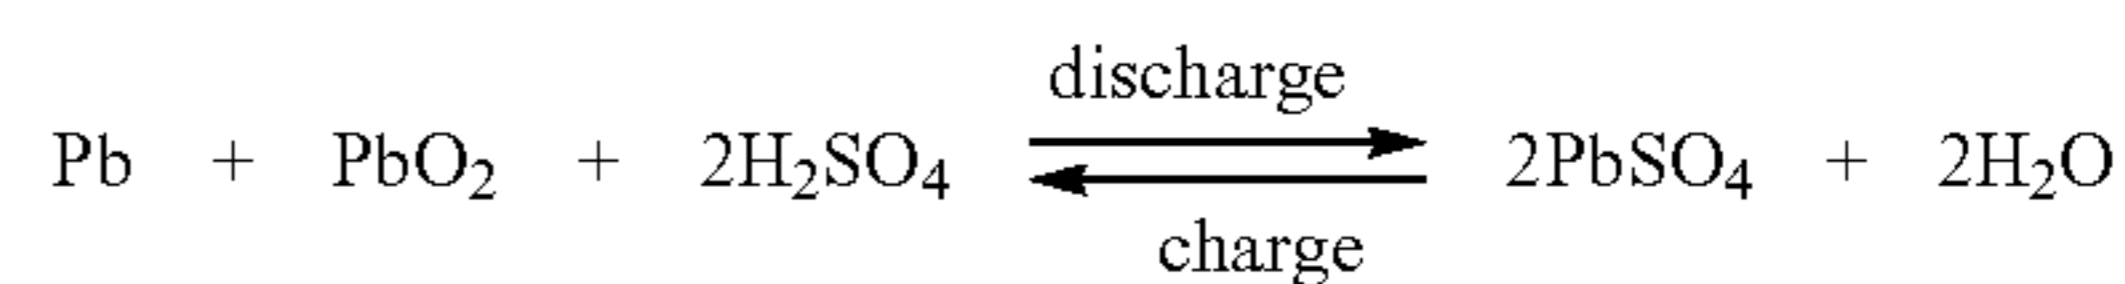 discharge
Pb + PbO₂ + 2H₂SO₄ ⇌ 2PbSO₄ + 2H₂O
charge